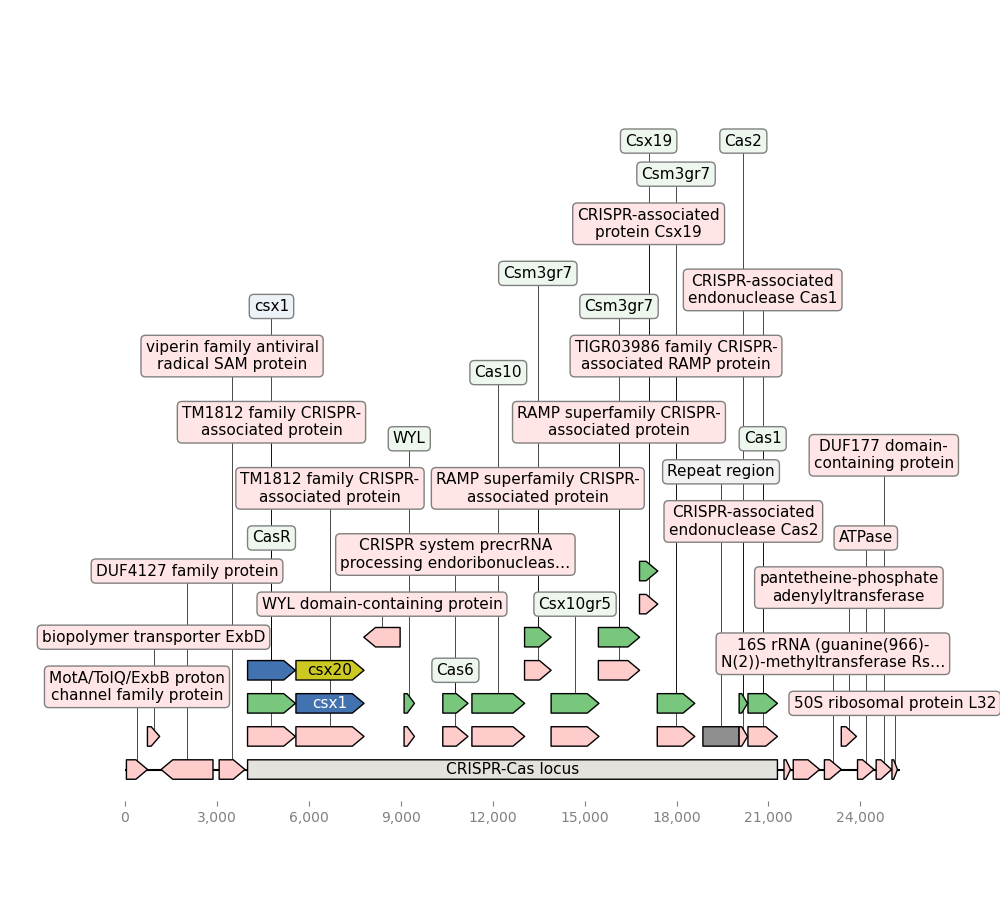 Csx19
Cas2
Csm3gr7
CRISPR-associated
protein Csx19
Csm3gr7
CRISPR-associated
endonuclease Cas1
csx1
Csm3gr7
viperin family antiviral
radical SAM protein
TIGR03986 family CRISPR-
associated RAMP protein
Cas10
TM1812 family CRISPR-
associated protein
RAMP superfamily CRISPR-
associated protein
WYL
Cas1
DUF177 domain-
containing protein
Repeat region
TM1812 family CRISPR-
associated protein
RAMP superfamily CRISPR-
associated protein
CRISPR-associated
endonuclease Cas2
CasR
ATPase
CRISPR system precrRNA
processing endoribonucleas...
DUF4127 family protein
pantetheine-phosphate
adenylyltransferase
WYL domain-containing protein
Csx10gr5
biopolymer transporter ExbD
16S rRNA (guanine(966)-
N(2))-methyltransferase Rs...
csx20
Cas6
MotA/TolQ/ExbB proton
channel family protein
csx1
50S ribosomal protein L32
CRISPR-Cas locus
0 3,000 6,000 9,000 12,000 15,000 18,000 21,000 24,000